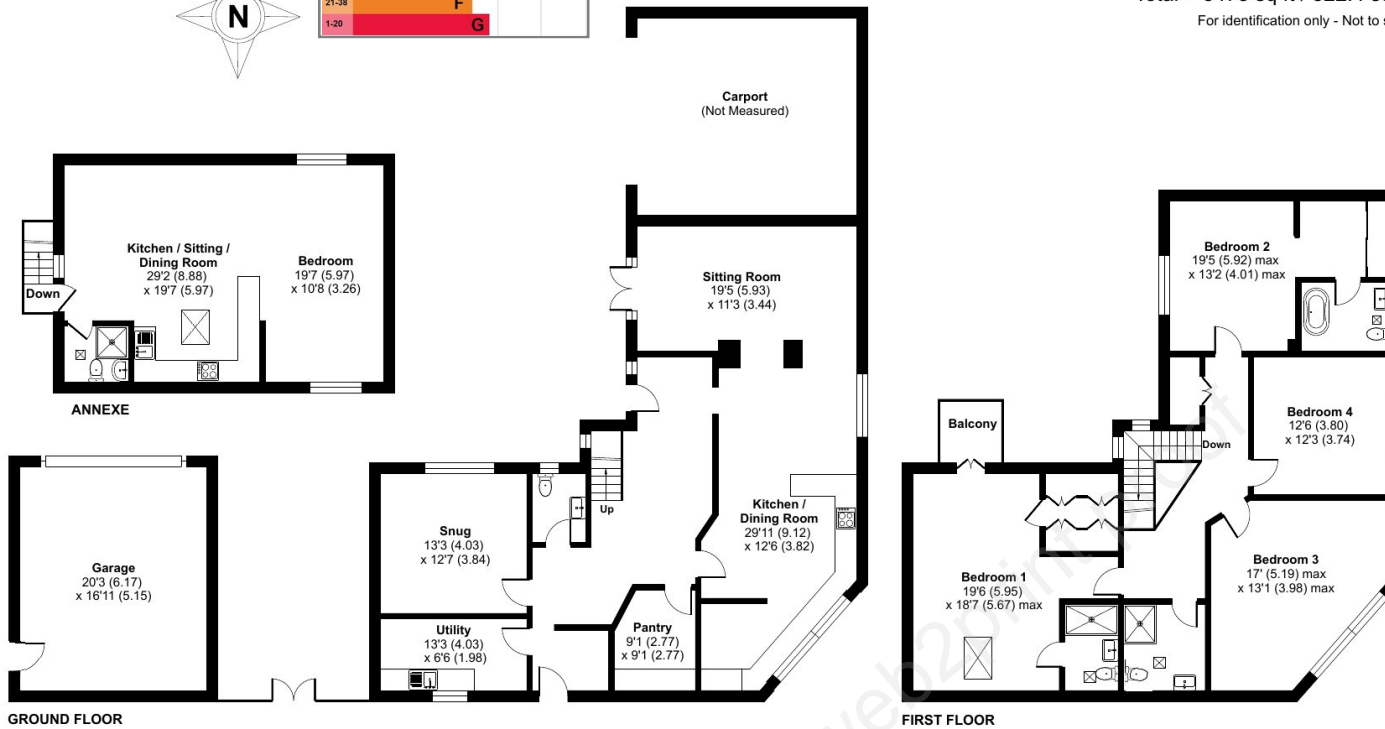 N
21-38 F
1-20 G
For identification only - Not to
Carport
(Not Measured)
Kitchen / Sitting /
Dining Room
29'2 (8.88)
x 19'7 (5.97)
Bedroom
19'7 (5.97)
x 10'8 (3.26)
Down
ANNEXE
Sitting Room
19'5 (5.93)
x 11'3 (3.44)
Bedroom 2
19'5 (5.92) max
x 13'2 (4.01) max
Balcony
Down
Bedroom 4
12'6 (3.80)
x 12'3 (3.74)
Garage
20'3 (6.17)
x 16'11 (5.15)
Snug
13'3 (4.03)
x 12'7 (3.84)
Up
Kitchen /
Dining Room
29'11 (9.12)
x 12'6 (3.82)
Utility
13'3 (4.03)
x 6'6 (1.98)
Pantry
9'1 (2.77)
x 9'1 (2.77)
Bedroom 1
19'6 (5.95)
x 18'7 (5.67) max
Bedroom 3
17' (5.19) max
x 13'1 (3.98) max
GROUND FLOOR
FIRST FLOOR
web2print proof